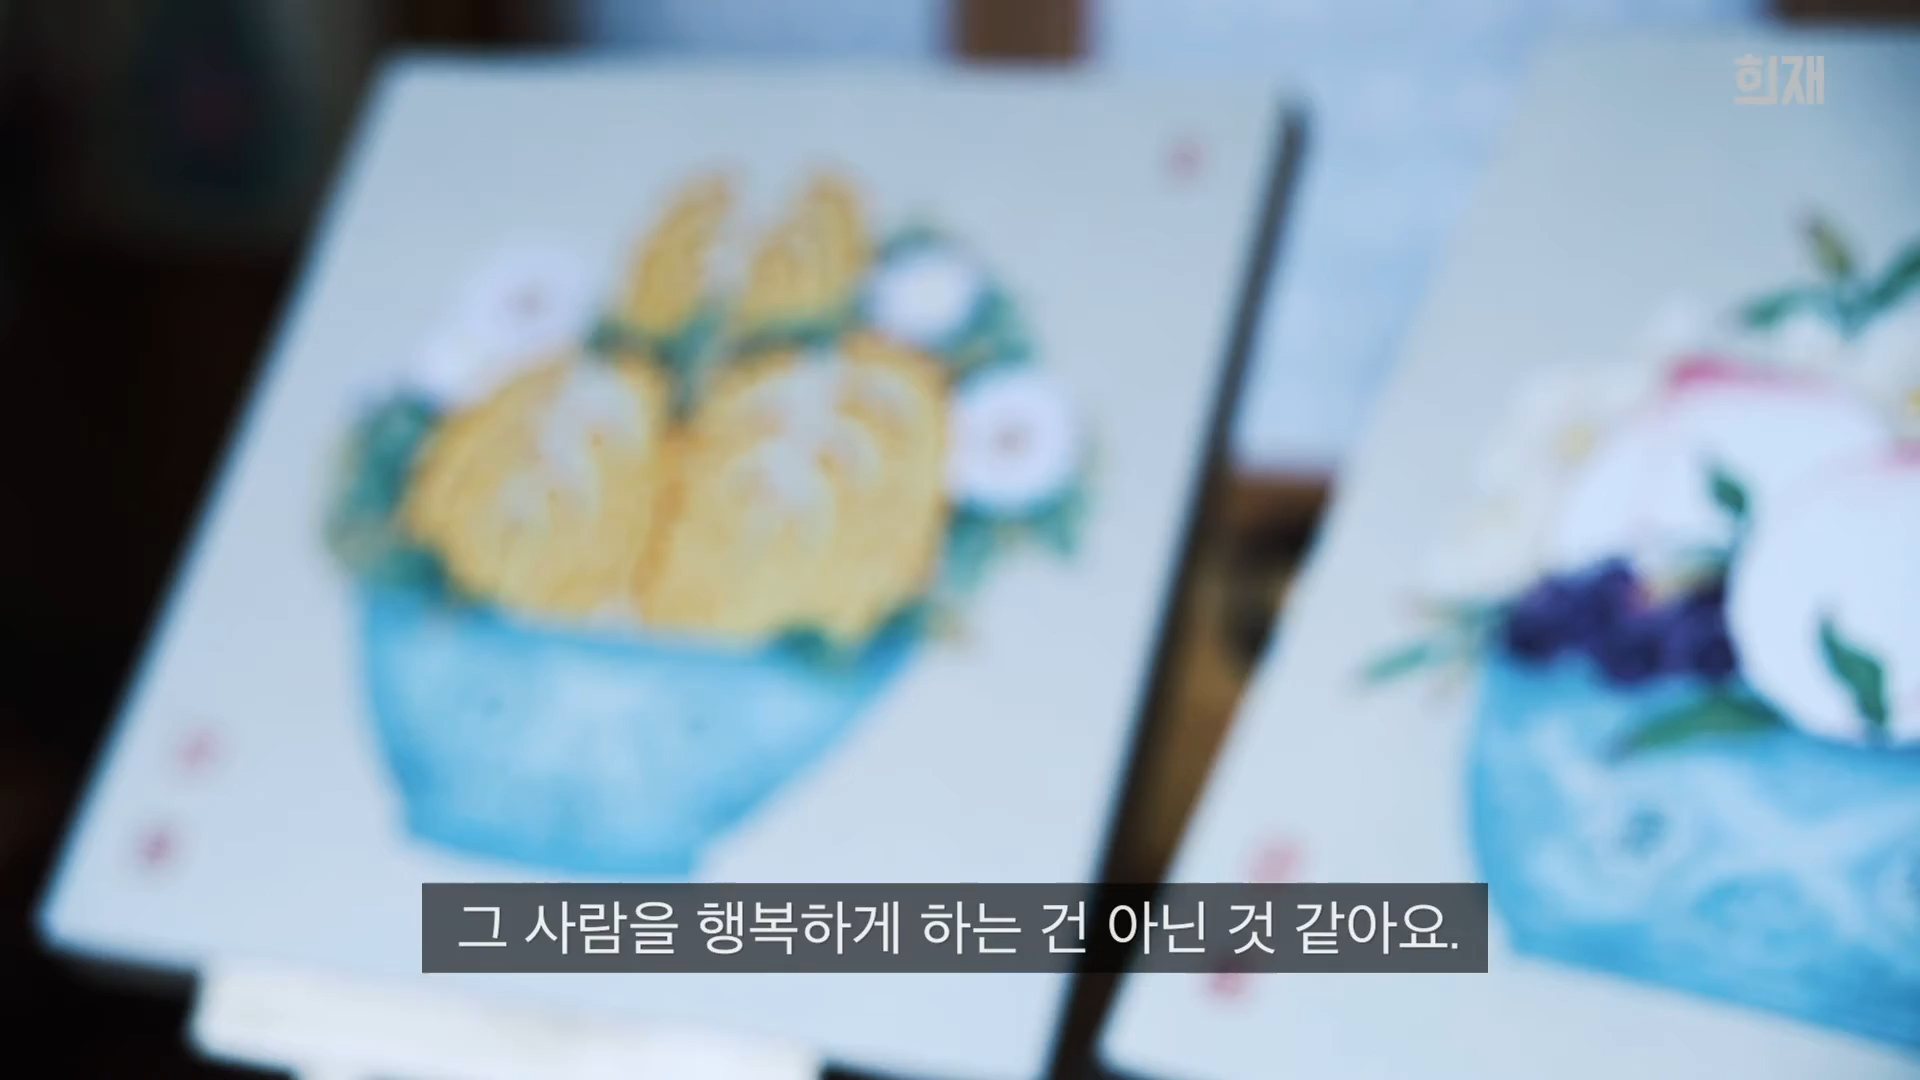 희재
그 사람을 행복하게 하는 건 아닌 것 같아요.